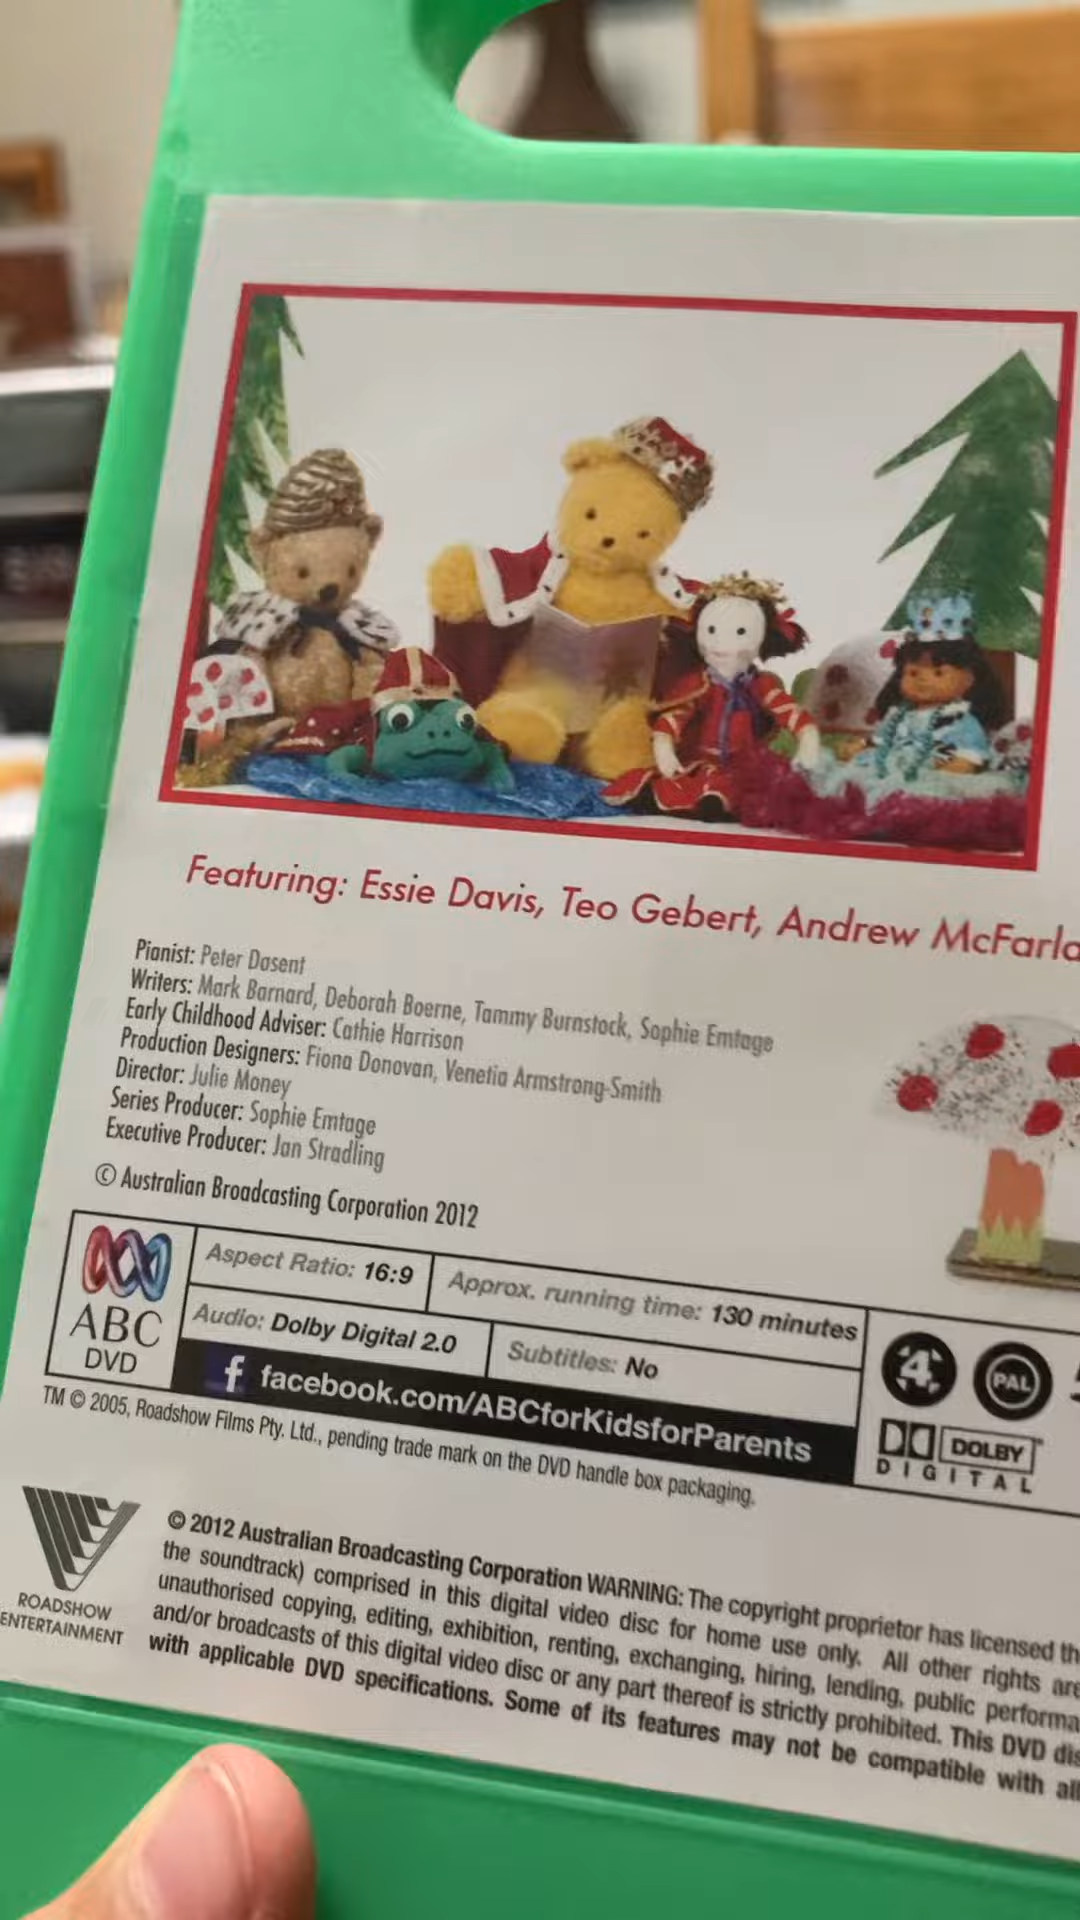 Featuring: Essie Davis, Teo Gebert, Andrew McFarla
Pianist: Peter Dasent
Writers: Mark Barnard, Deborah Boerne, Tammy Burnstock, Sophie Emtage
Early Childhood Adviser: Cathie Harrison
Production Designers: Fiona Donovan, Venetia Armstrong-Smith
Director: Julie Money
Series Producer: Sophie Emtage
Executive Producer: Jan Stradling
© Australian Broadcasting Corporation 2012
ABC
DVD
Aspect Ratio: 16:9
Approx. running time: 130 minutes
Audio: Dolby Digital 2.0
Subtitles: No
f facebook.com/ABCforKidsforParents
4
PAL
DOLBY
DIGITAL
TM © 2005, Roadshow Films Pty. Ltd., pending trade mark on the DVD handle box packaging.
ROADSHOW
ENTERTAINMENT
© 2012 Australian Broadcasting Corporation WARNING: The copyright proprietor has licensed th
the soundtrack) comprised in this digital video disc for home use only. All other rights are
unauthorised copying, editing, exhibition, renting, exchanging, hiring, lending, public performa
and/or broadcasts of this digital video disc or any part thereof is strictly prohibited. This DVD dis
with applicable DVD specifications. Some of its features may not be compatible with all